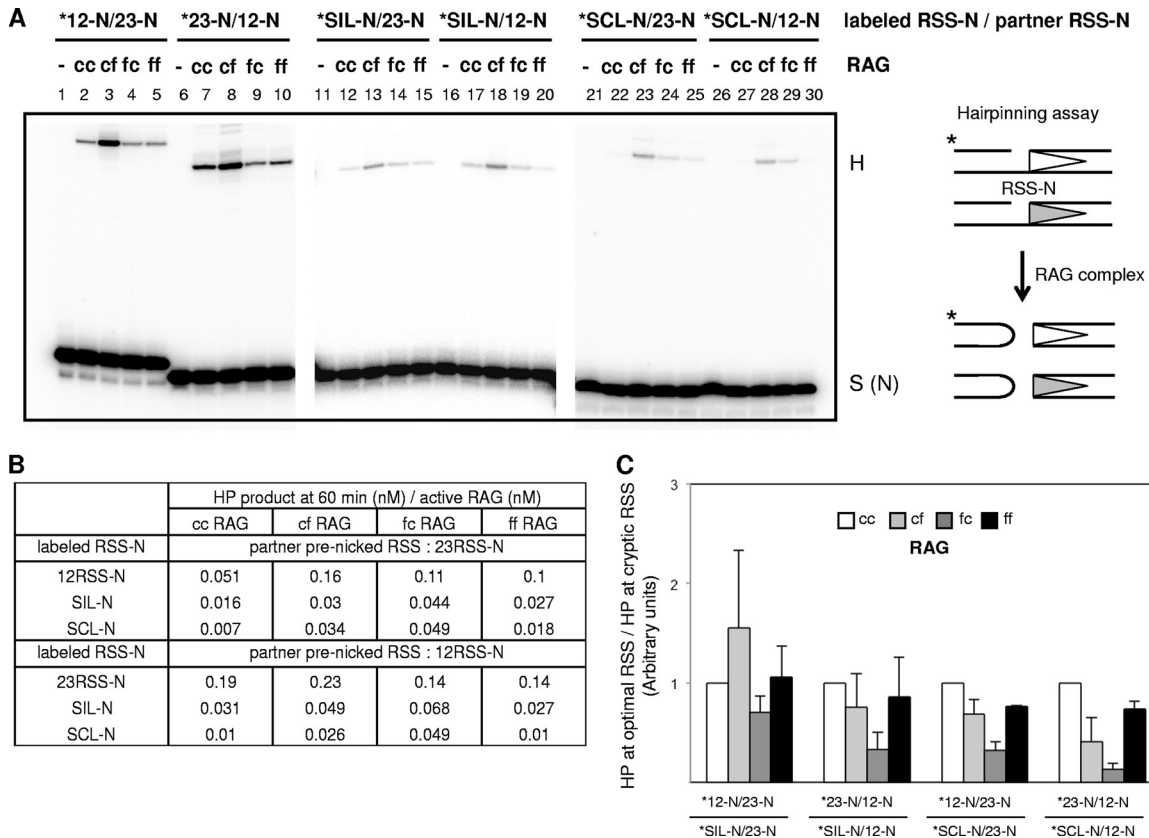 A
*12-N/23-N *23-N/12-N *SIL-N/23-N *SIL-N/12-N *SCL-N/23-N *SCL-N/12-N labeled RSS-N / partner RSS-N
- cc cf fc ff - cc cf fc ff - cc cf fc ff - cc cf fc ff - cc cf fc ff - cc cf fc ff RAG
1 2 3 4 5 6 7 8 9 10 11 12 13 14 15 16 17 18 19 20 21 22 23 24 25 26 27 28 29 30
Hairpinning assay
*
H
RSS-N
RAG complex
*
S (N)
B
HP product at 60 min (nM) / active RAG (nM)
cc RAG cf RAG fc RAG ff RAG
labeled RSS-N partner pre-nicked RSS : 23RSS-N
12RSS-N 0.051 0.16 0.11 0.1
SIL-N 0.016 0.03 0.044 0.027
SCL-N 0.007 0.034 0.049 0.018
labeled RSS-N partner pre-nicked RSS : 12RSS-N
23RSS-N 0.19 0.23 0.14 0.14
SIL-N 0.031 0.049 0.068 0.027
SCL-N 0.01 0.026 0.049 0.01
C
HP at optimal RSS / HP at cryptic RSS
(Arbitrary units)
3
2
1
cc cf fc ff
RAG
*12-N/23-N *23-N/12-N *12-N/23-N *23-N/12-N
*SIL-N/23-N *SIL-N/12-N *SCL-N/23-N *SCL-N/12-N